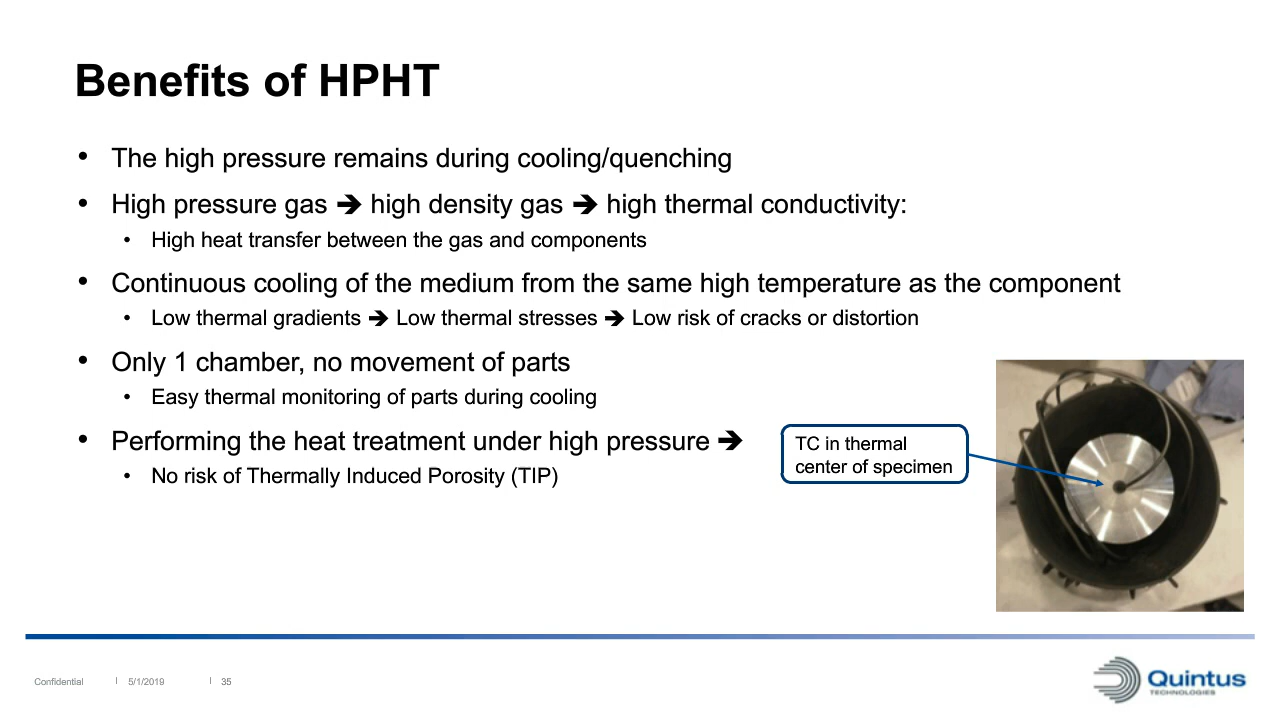 Benefits of HPHT
• The high pressure remains during cooling/quenching
• High pressure gas ➔ high density gas ➔ high thermal conductivity:
• High heat transfer between the gas and components
• Continuous cooling of the medium from the same high temperature as the component
• Low thermal gradients ➔ Low thermal stresses ➔ Low risk of cracks or distortion
• Only 1 chamber, no movement of parts
• Easy thermal monitoring of parts during cooling
• Performing the heat treatment under high pressure ➔
• No risk of Thermally Induced Porosity (TIP)
TC in thermal
center of specimen
Confidential | 5/1/2019 | 35
Quintus
TECHNOLOGIES